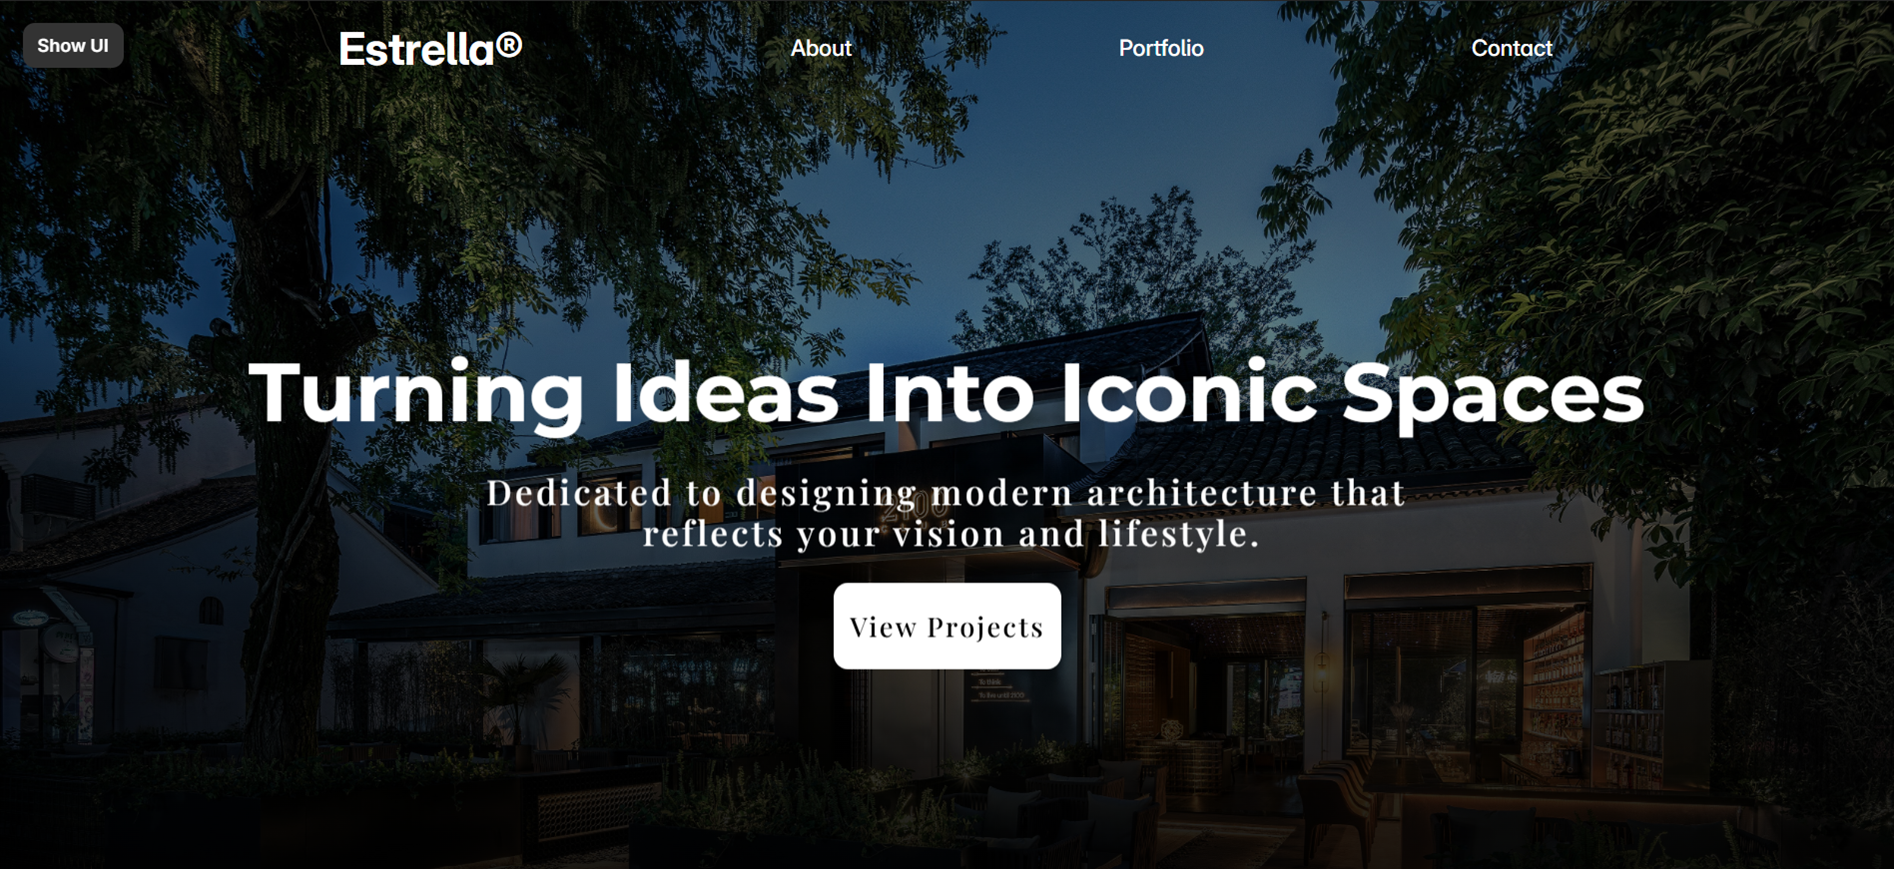 Show UI
Estrella®
About
Portfolio
Contact
Turning Ideas Into Iconic Spaces
Dedicated to designing modern architecture that
reflects your vision and lifestyle.
2100
View Projects